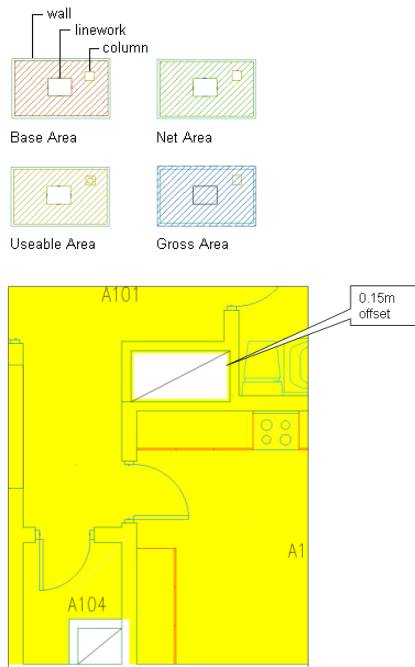 wall
linework
column
Base Area
Net Area
Useable Area
Gross Area
A101
0.15m
offset
A1
A104